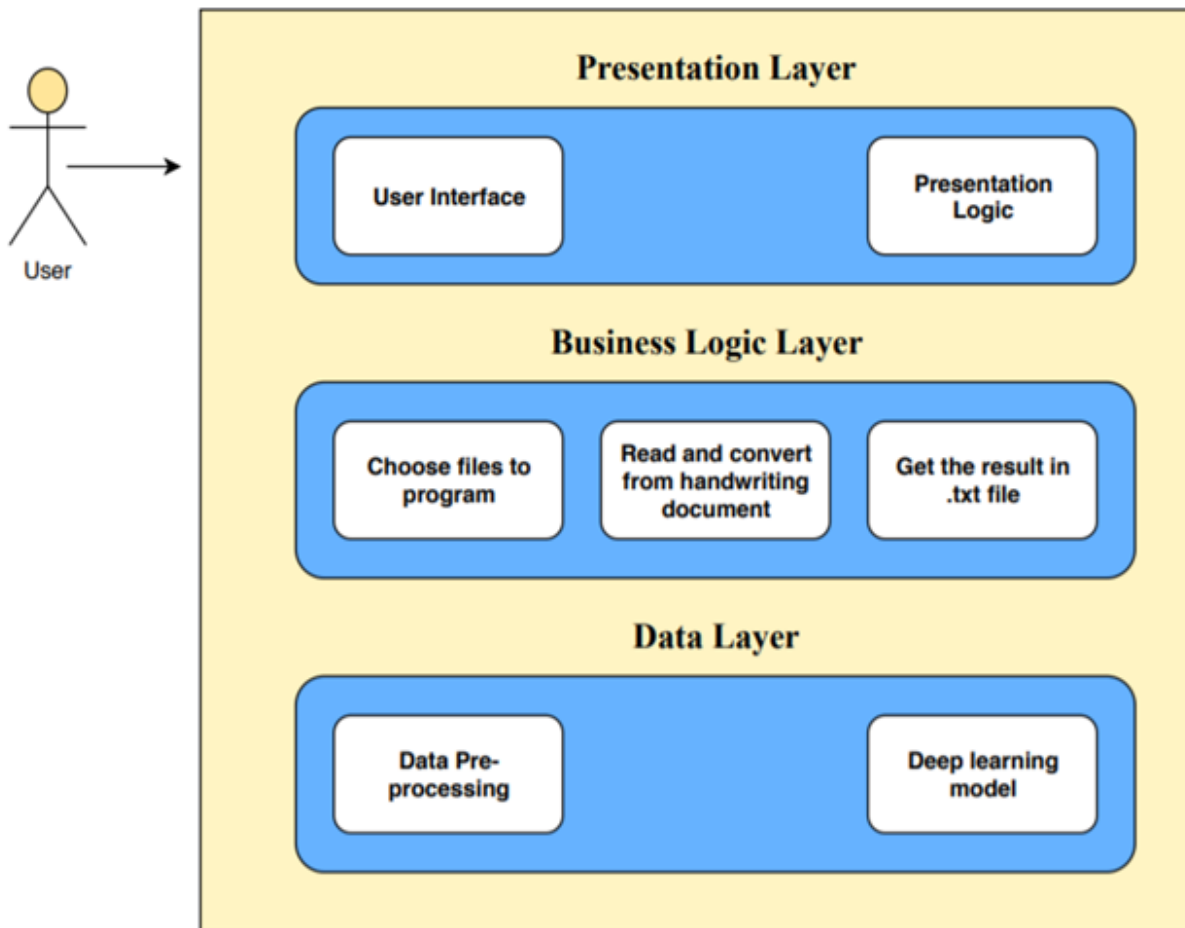 Presentation Layer
User Interface
Presentation
Logic
User
Business Logic Layer
Choose files to
program
Read and convert
from handwriting
document
Get the result in
.txt file
Data Layer
Data Pre-
processing
Deep learning
model